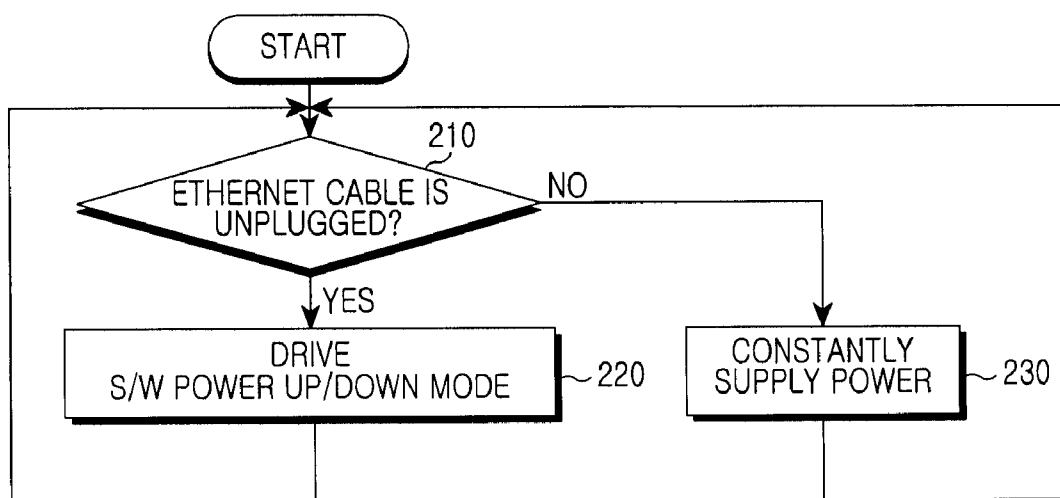 START
210
ETHERNET CABLE IS
UNPLUGGED?
NO
YES
DRIVE
S/W POWER UP/DOWN MODE
220
CONSTANTLY
SUPPLY POWER
230